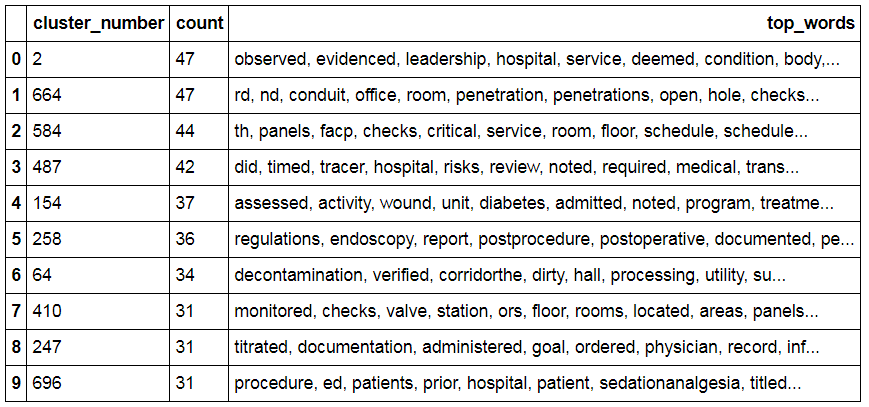 cluster_number count top_words
0 2 47 observed, evidenced, leadership, hospital, service, deemed, condition, body,...
1 664 47 rd, nd, conduit, office, room, penetration, penetrations, open, hole, checks...
2 584 44 th, panels, facp, checks, critical, service, room, floor, schedule, schedule...
3 487 42 did, timed, tracer, hospital, risks, review, noted, required, medical, trans...
4 154 37 assessed, activity, wound, unit, diabetes, admitted, noted, program, treatme...
5 258 36 regulations, endoscopy, report, postprocedure, postoperative, documented, pe...
6 64 34 decontamination, verified, corridorthe, dirty, hall, processing, utility, su...
7 410 31 monitored, checks, valve, station, ors, floor, rooms, located, areas, panels...
8 247 31 titrated, documentation, administered, goal, ordered, physician, record, inf...
9 696 31 procedure, ed, patients, prior, hospital, patient, sedationanalgesia, titled...